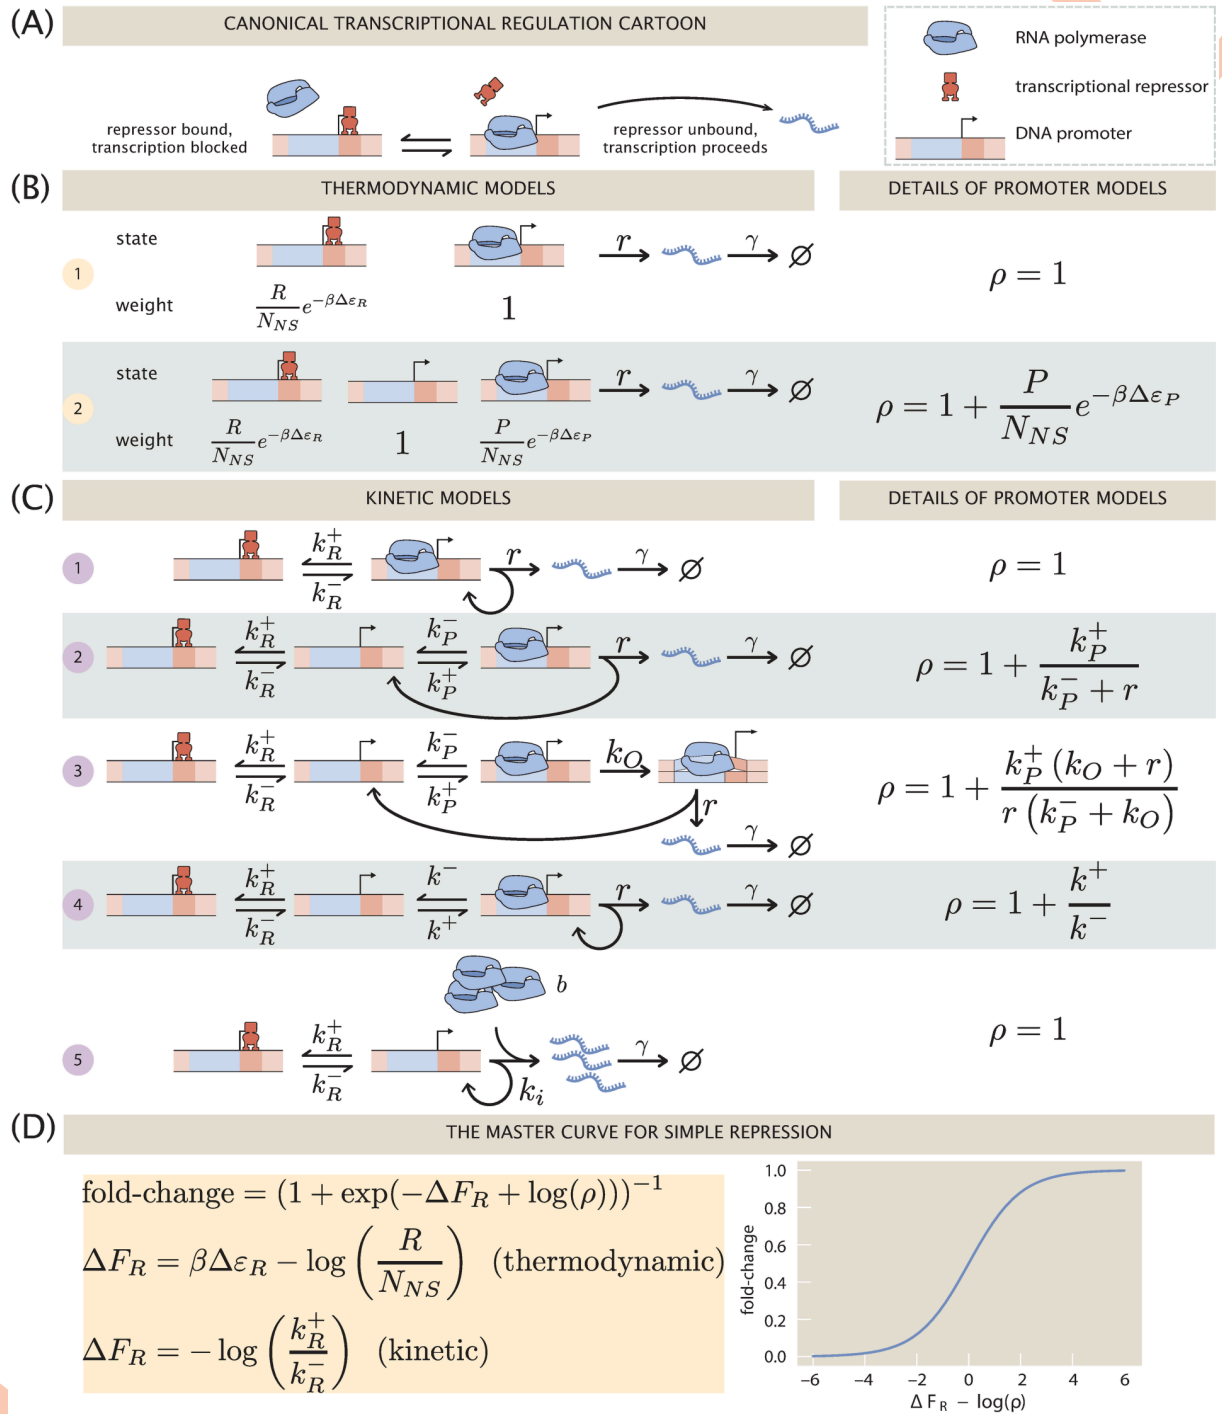 (A)
CANONICAL TRANSCRIPTIONAL REGULATION CARTOON
repressor bound,
transcription blocked
repressor unbound,
transcription proceeds
RNA polymerase
transcriptional repressor
DNA promoter
(B)
THERMODYNAMIC MODELS
DETAILS OF PROMOTER MODELS
1
state
r γ ∅
weight
R/N_NS e^{−βΔε_R} 1
ρ = 1
2
state
r γ ∅
weight
R/N_NS e^{−βΔε_R} 1 P/N_NS e^{−βΔε_P}
ρ = 1 + P/N_NS e^{−βΔε_P}
(C)
KINETIC MODELS
DETAILS OF PROMOTER MODELS
1
k_R^+ k_R^- r γ ∅
ρ = 1
2
k_R^+ k_R^- k_P^- k_P^+ r γ ∅
ρ = 1 + k_P^+/(k_P^- + r)
3
k_R^+ k_R^- k_P^- k_P^+ k_O
r γ ∅
ρ = 1 + k_P^+ (k_O + r)/(r (k_P^- + k_O))
4
k_R^+ k_R^- k^- k^+ r γ ∅
ρ = 1 + k^+/k^-
5
b
k_R^+ k_R^- k_i γ ∅
ρ = 1
(D)
THE MASTER CURVE FOR SIMPLE REPRESSION
fold-change = (1 + exp(−ΔF_R + log(ρ)))^{−1}
ΔF_R = βΔε_R − log(R/N_NS) (thermodynamic)
ΔF_R = − log(k_R^+/k_R^-) (kinetic)
fold-change
1.0
0.8
0.6
0.4
0.2
0.0
−6 −4 −2 0 2 4 6
Δ F_R − log(ρ)